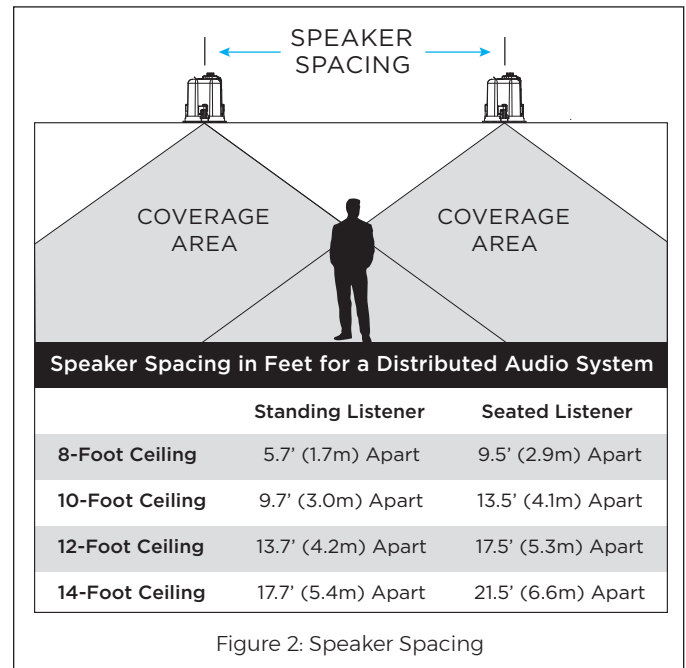 SPEAKER
SPACING
COVERAGE
AREA
COVERAGE
AREA
Speaker Spacing in Feet for a Distributed Audio System
Standing Listener Seated Listener
8-Foot Ceiling 5.7’ (1.7m) Apart 9.5’ (2.9m) Apart
10-Foot Ceiling 9.7’ (3.0m) Apart 13.5’ (4.1m) Apart
12-Foot Ceiling 13.7’ (4.2m) Apart 17.5’ (5.3m) Apart
14-Foot Ceiling 17.7’ (5.4m) Apart 21.5’ (6.6m) Apart
Figure 2: Speaker Spacing